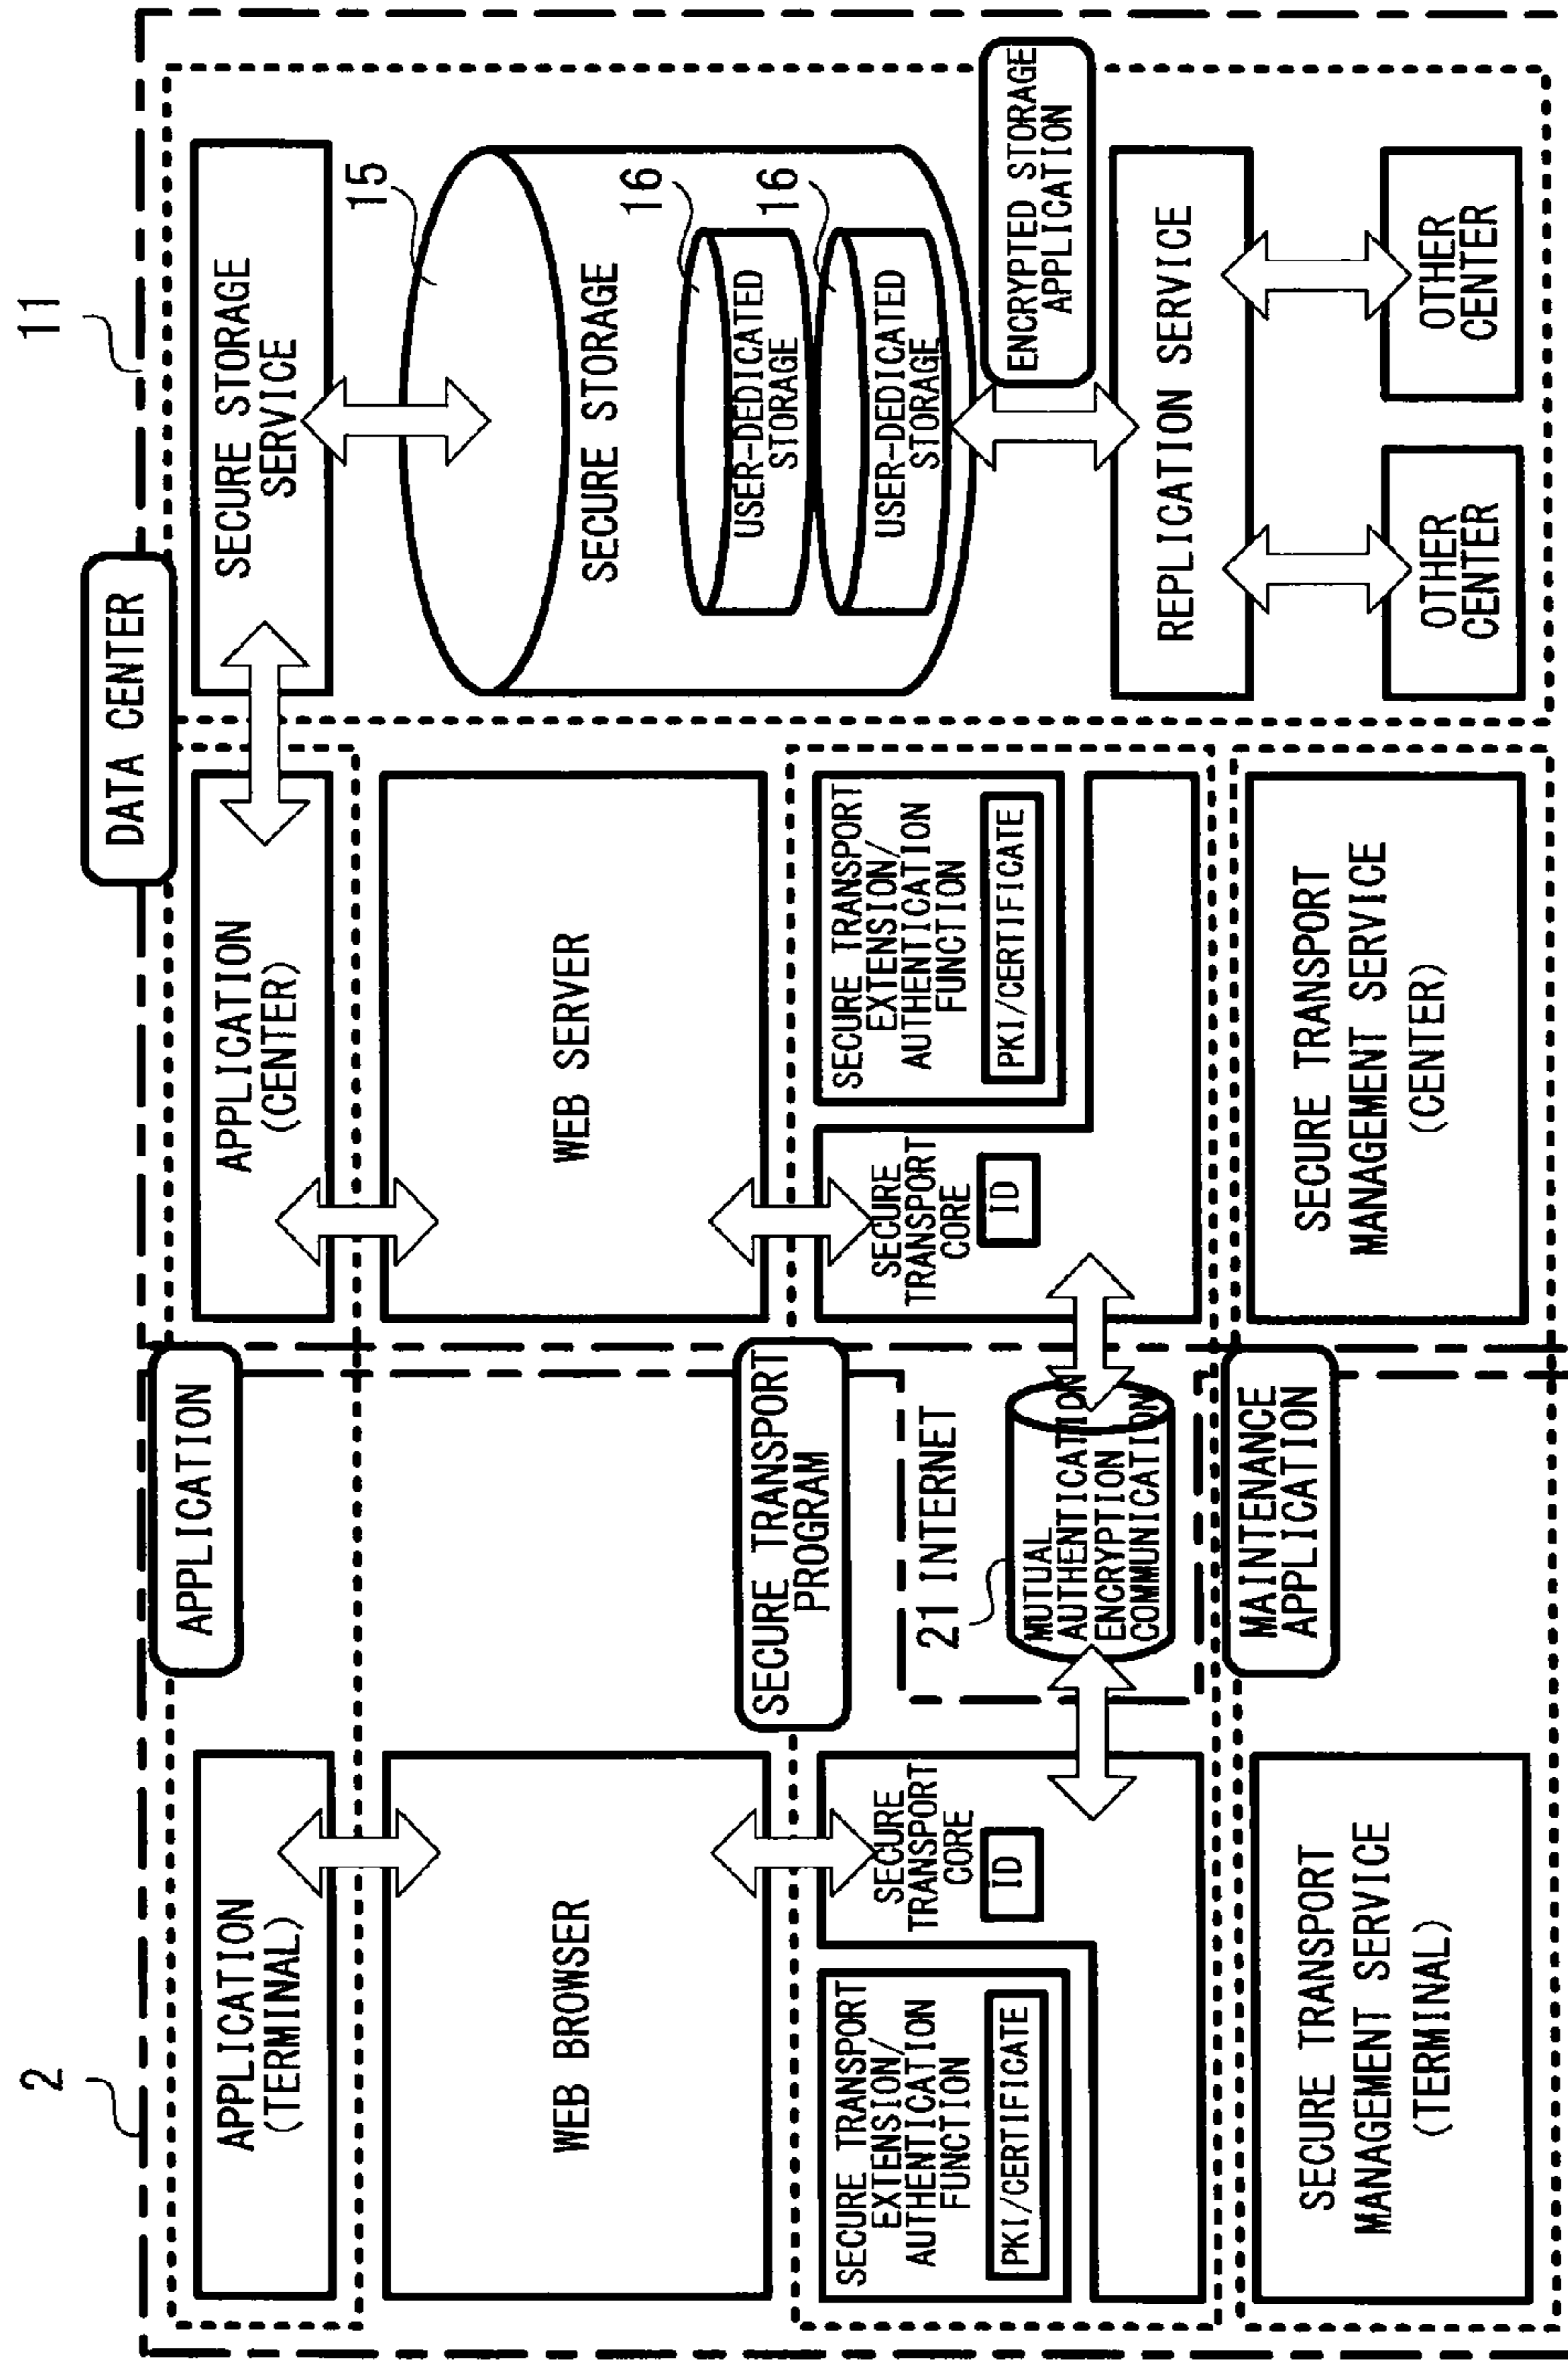 2
11
DATA CENTER
APPLICATION
APPLICATION
(TERMINAL)
APPLICATION
(CENTER)
SECURE STORAGE
SERVICE
15
WEB BROWSER
WEB SERVER
SECURE STORAGE
16
USER-DEDICATED
STORAGE
16
USER-DEDICATED
STORAGE
ENCRYPTED STORAGE
APPLICATION
SECURE TRANSPORT
PROGRAM
SECURE TRANSPORT
EXTENSION/
AUTHENTICATION
FUNCTION
PKI/CERTIFICATE
SECURE
TRANSPORT
CORE
ID
21 INTERNET
MUTUAL
AUTHENTICATION
ENCRYPTION
COMMUNICATION
SECURE
TRANSPORT
CORE
ID
SECURE TRANSPORT
EXTENSION/
AUTHENTICATION
FUNCTION
PKI/CERTIFICATE
REPLICATION SERVICE
MAINTENANCE
APPLICATION
SECURE TRANSPORT
MANAGEMENT SERVICE
(TERMINAL)
SECURE TRANSPORT
MANAGEMENT SERVICE
(CENTER)
OTHER
CENTER
OTHER
CENTER